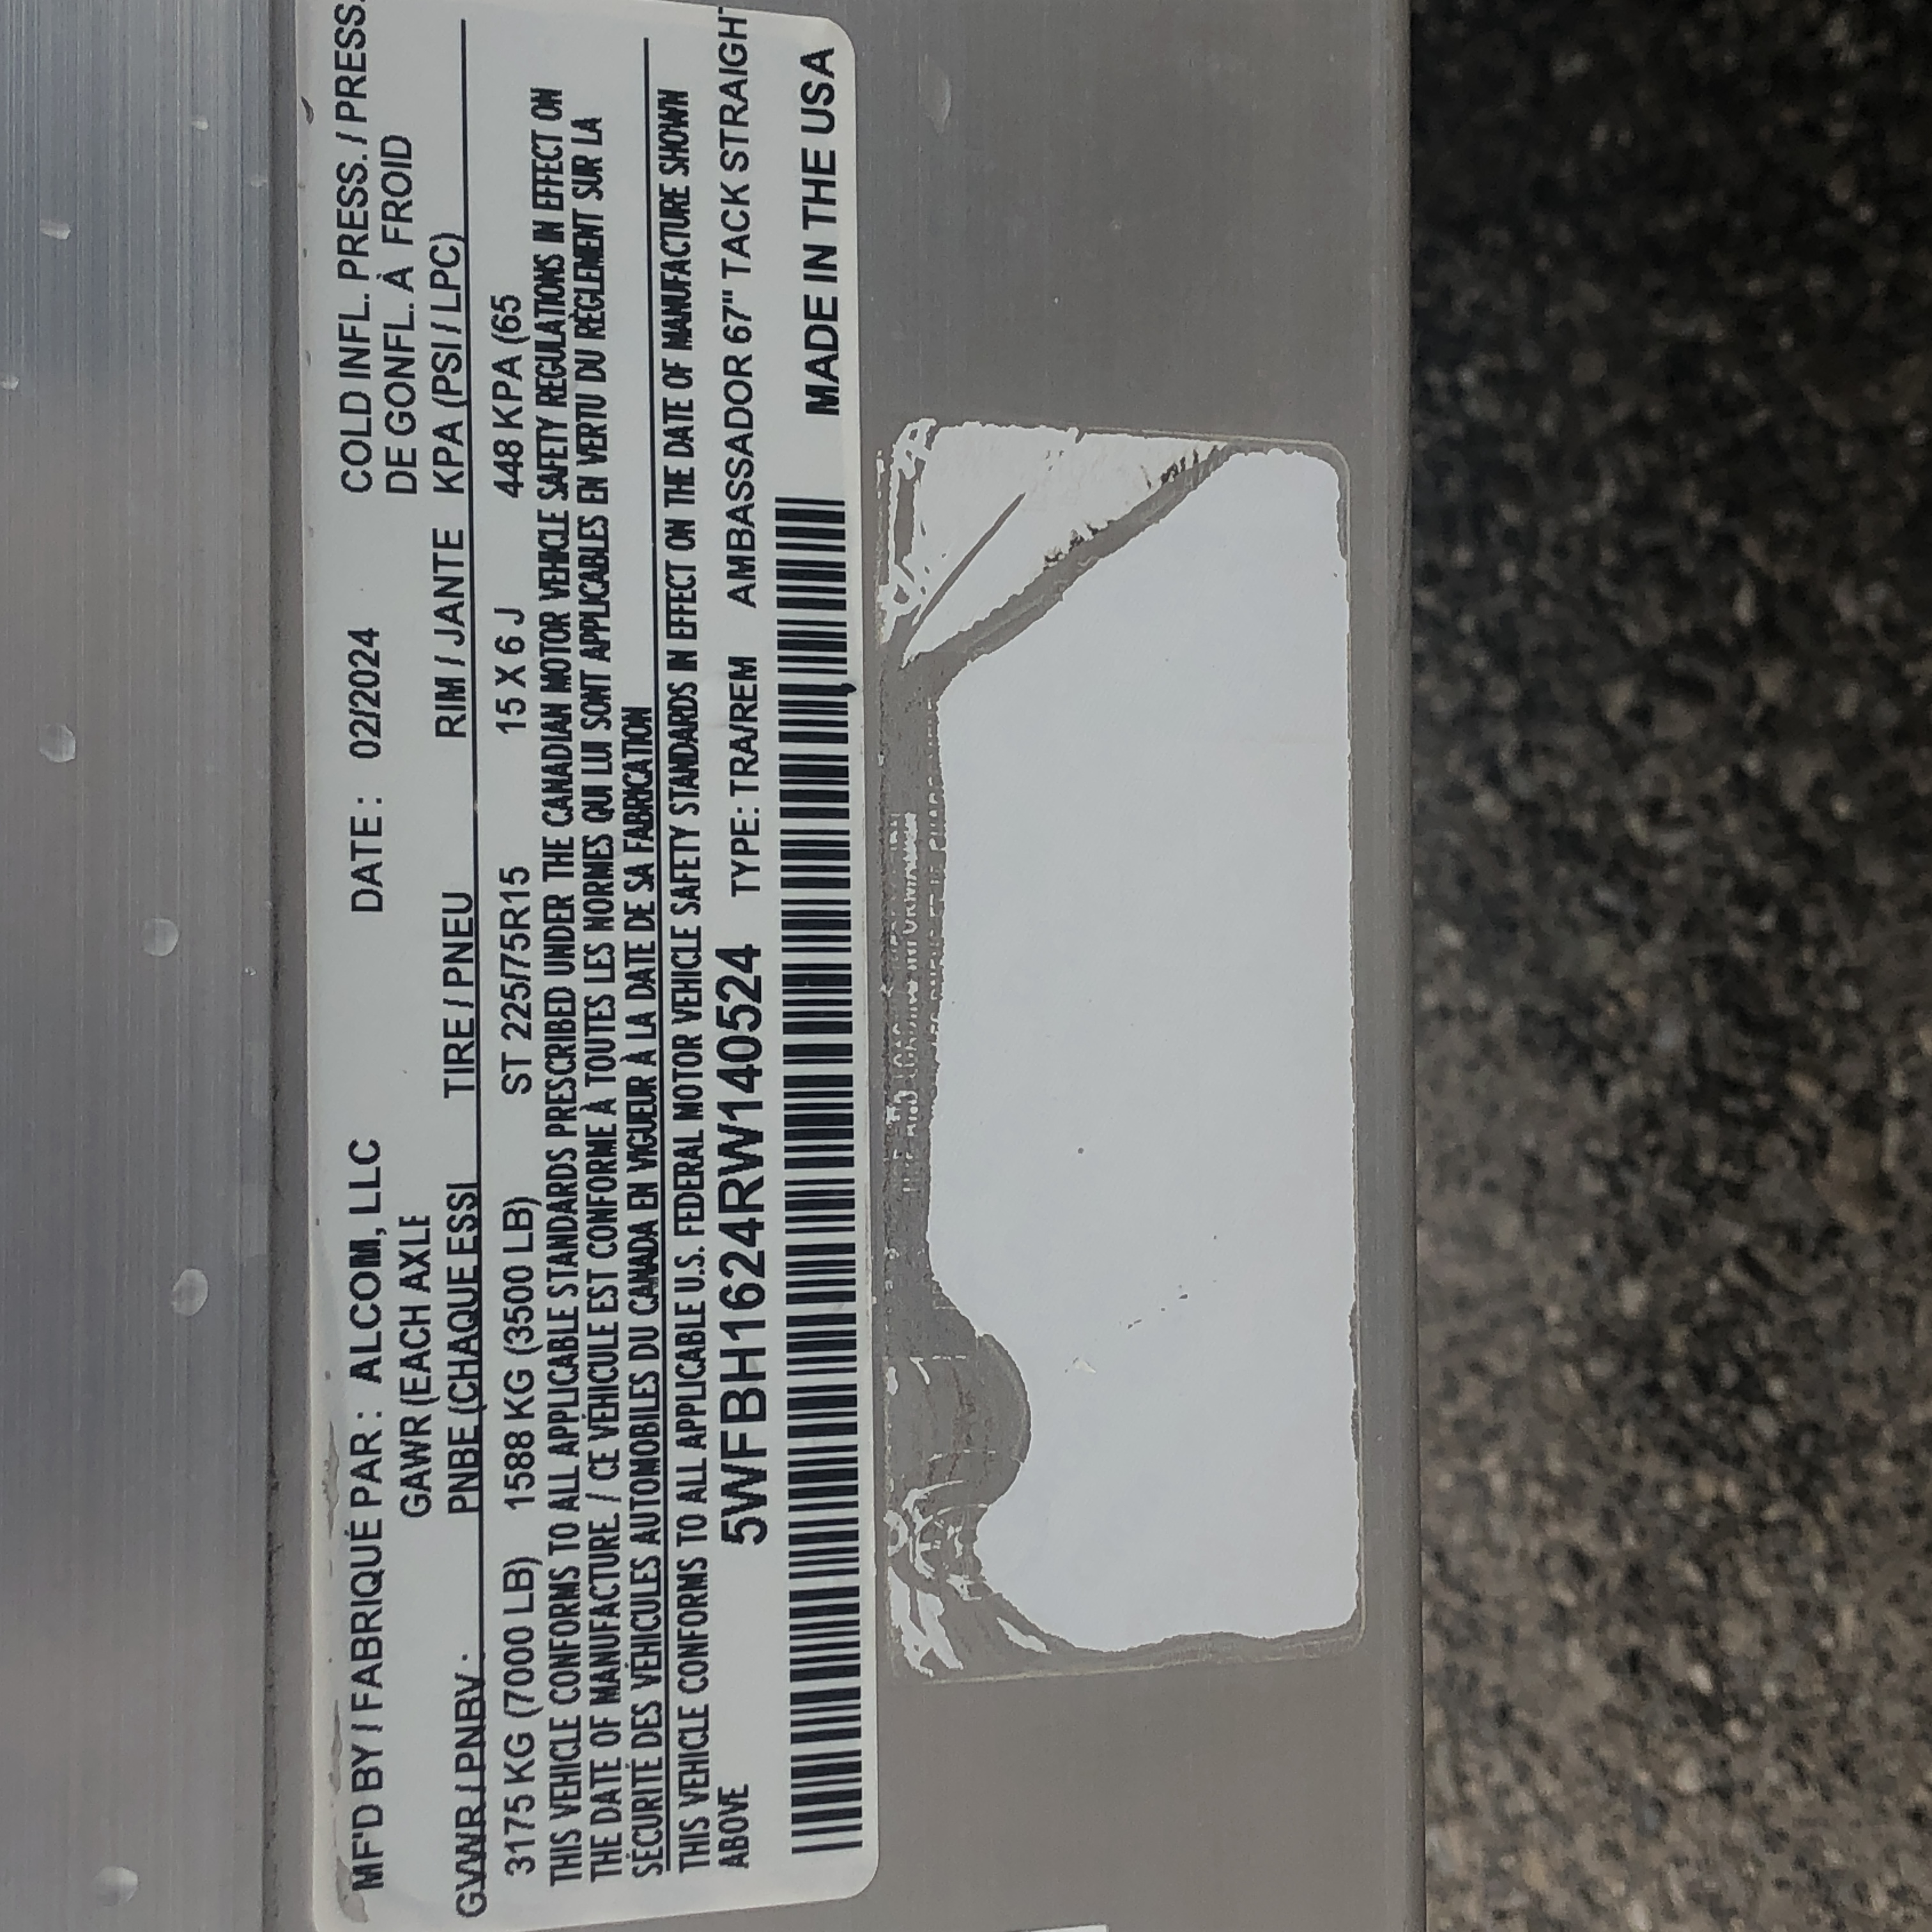 MF'D BY / FABRIQUÉ PAR : ALCOM, LLC DATE : 02/2024 COLD INFL. PRESS. / PRESS.
GAWR (EACH AXLE DE GONFL. À FROID
GVWR / PNBV : PNBE (CHAQUE ESSI TIRE / PNEU RIM / JANTE KPA (PSI / LPC)
3175 KG (7000 LB) 1588 KG (3500 LB) ST 225/75R15 15 X 6 J 448 KPA (65
THIS VEHICLE CONFORMS TO ALL APPLICABLE STANDARDS PRESCRIBED UNDER THE CANADIAN MOTOR VEHICLE SAFETY REGULATIONS IN EFFECT ON
THE DATE OF MANUFACTURE. / CE VÉHICULE EST CONFORME À TOUTES LES NORMES QUI LUI SONT APPLICABLES EN VERTU DU RÈGLEMENT SUR LA
SÉCURITÉ DES VÉHICULES AUTOMOBILES DU CANADA EN VIGUEUR À LA DATE DE SA FABRICATION
THIS VEHICLE CONFORMS TO ALL APPLICABLE U.S. FEDERAL MOTOR VEHICLE SAFETY STANDARDS IN EFFECT ON THE DATE OF MANUFACTURE SHOWN
ABOVE 5WFBH1624RW140524 TYPE: TRA/REM AMBASSADOR 67" TACK STRAIGHT
MADE IN THE USA